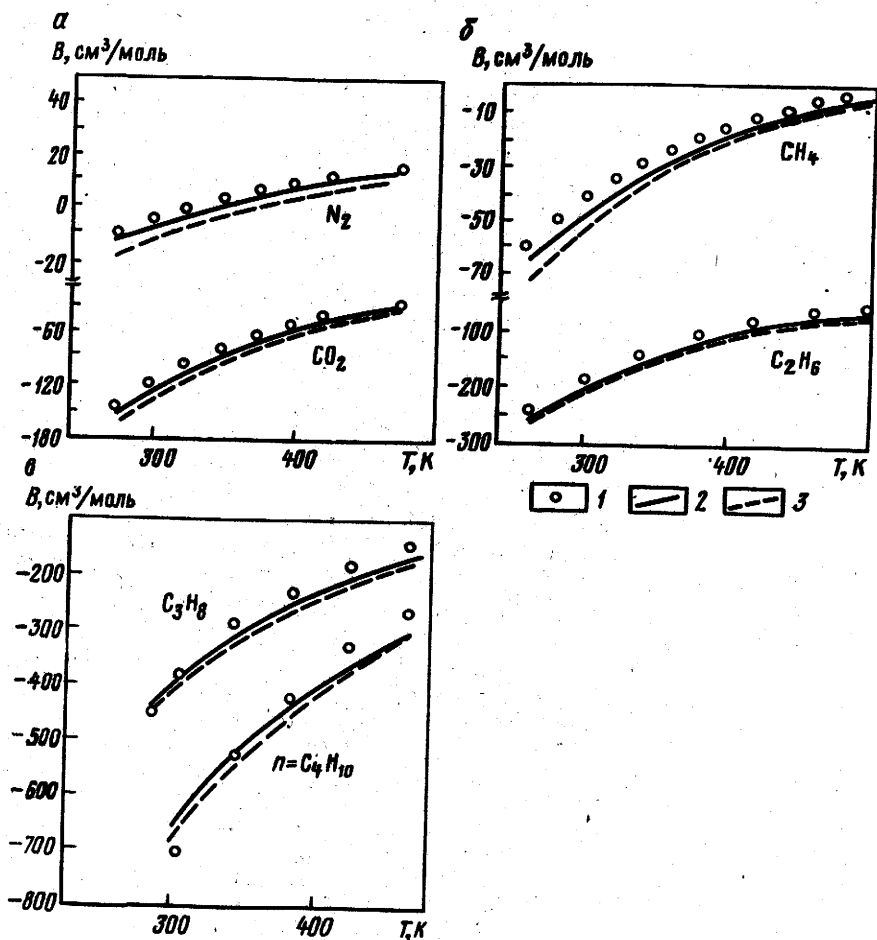 а
В, см³/моль
40
20
0
-20
-60
-120
-180
N₂
CO₂
300
400
T, К
б
В, см³/моль
-10
-30
-50
-70
-100
-200
-300
CH₄
C₂H₆
300
400
T, К
1
2
3
в
В, см³/моль
-200
-300
-400
-500
-600
-700
-800
C₃H₈
n=C₄H₁₀
300
400
T, К